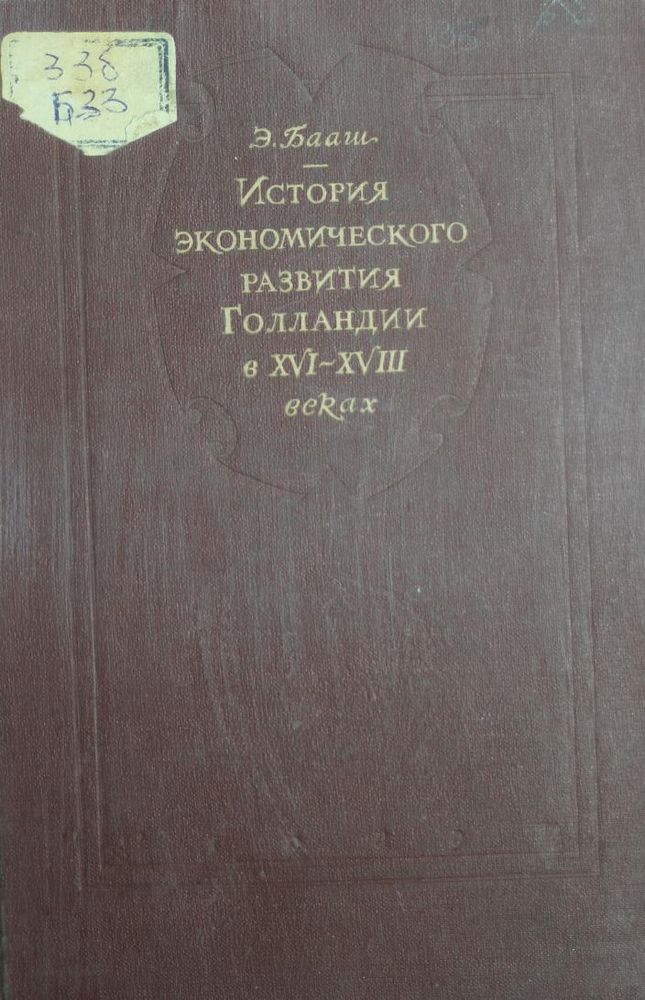 338
Б33
Э. Бааш
История
экономического
развития
Голландии
в XVI~XVIII
веках